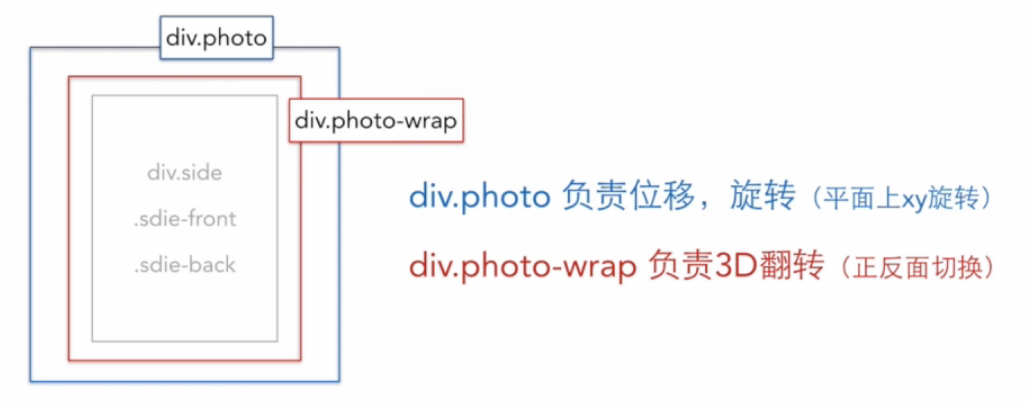 div.photo
div.photo-wrap
div.side
.sdie-front
.sdie-back
div.photo 负责位移，旋转（平面上xy旋转）
div.photo-wrap 负责3D翻转（正反面切换）